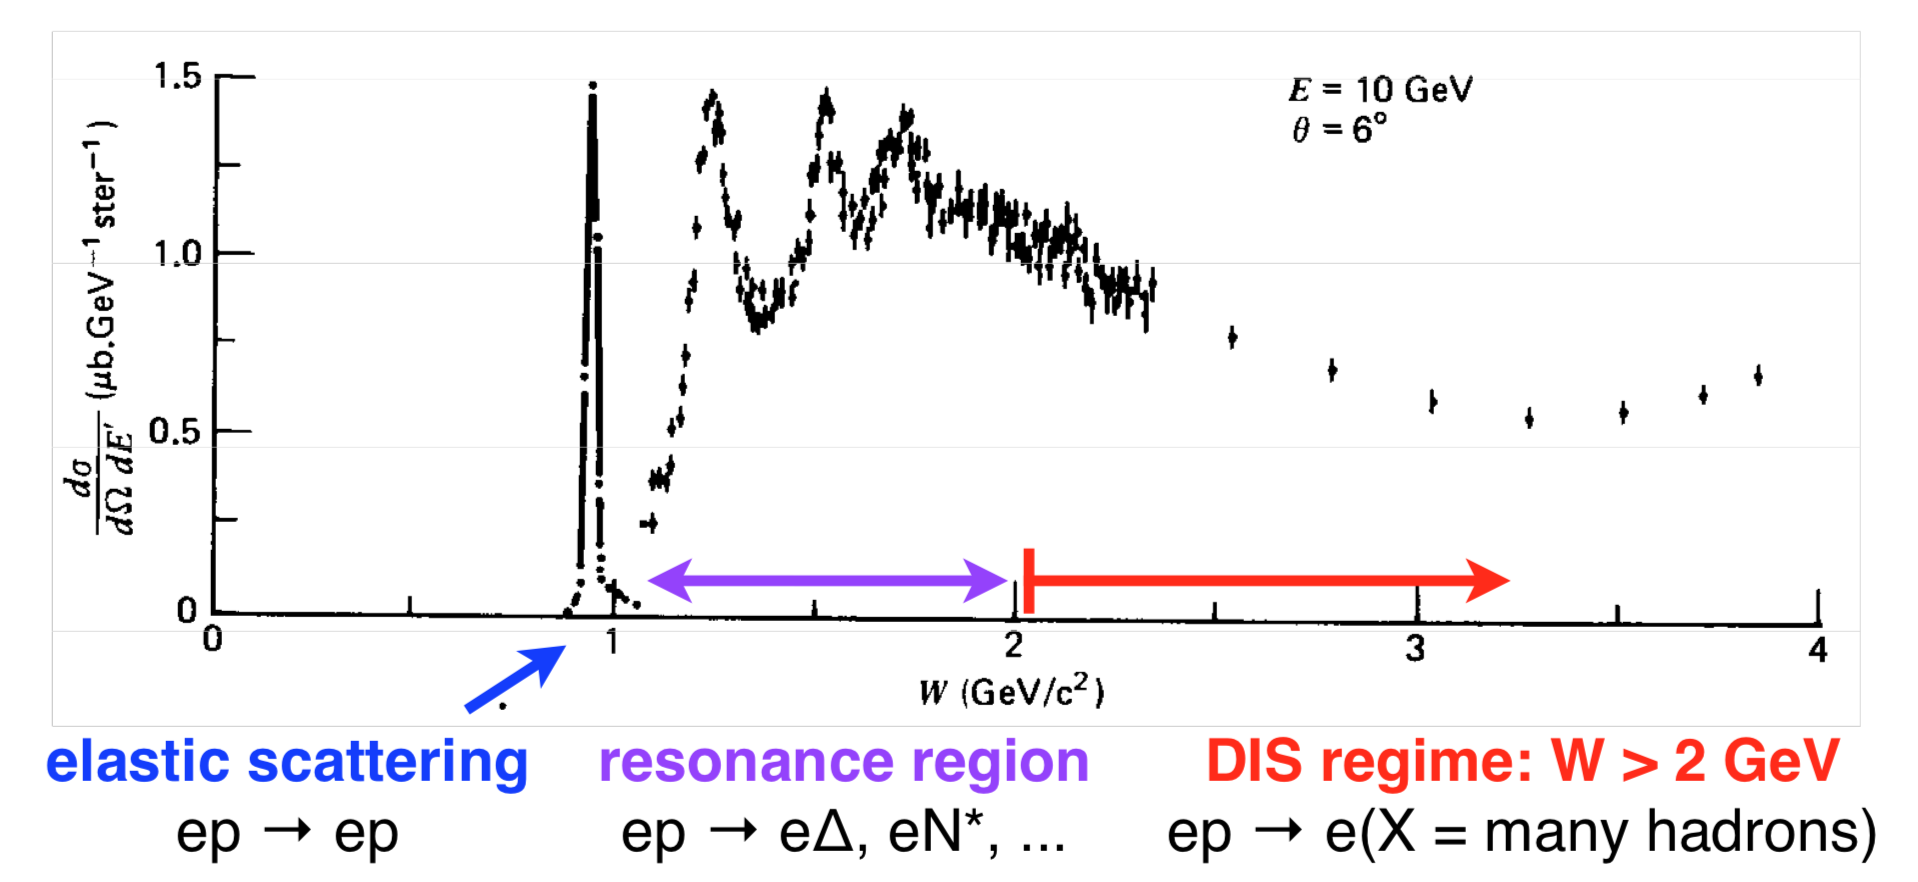 1.5
1.0
0.5
0
dσ
dΩ dE′
(μb.GeV⁻¹ ster⁻¹)
E = 10 GeV
θ = 6°
0 1 2 3 4
W (GeV/c²)
elastic scattering
ep → ep
resonance region
ep → eΔ, eN*, ...
DIS regime: W > 2 GeV
ep → e(X = many hadrons)